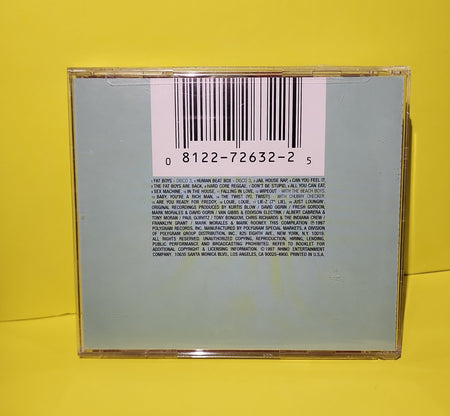 0 8122-72632-2 5
FAT BOYS - DISCO 3, HUMAN BEAT BOX - DISCO 3, JAIL HOUSE RAP, CAN YOU FEEL IT,
THE FAT BOYS ARE BACK, HARD CORE REGGAE, DON'T BE STUPID, ALL YOU CAN EAT,
SEX MACHINE, IN THE HOUSE, FALLING IN LOVE, WIPEOUT - WITH THE BEACH BOYS,
BABY, YOU'RE A RICH MAN, THE TWIST (YO, TWIST!) - WITH CHUBBY CHECKER,
ARE YOU READY FOR FREDDY, LOUIE, LOUIE, LIE-Z, JUST LOUNGIN'.
ORIGINAL RECORDINGS PRODUCED BY KURTIS BLOW / DAVID OGRIN / FRESH GORDON,
MARK MORALES & DAVID OGRIN / VAN GIBBS & EDDISON ELECTRIK / ALBERT CABRERA &
TONY MORAN / PAUL GURVITZ / TONY BONGIOVI, CHRIS RICHARDS & THE INDIANA CREW /
FRANKLYN GRANT / MARK MORALES & MARK ROONEY. THIS COMPILATION ℗ 1997
POLYGRAM RECORDS, INC. MANUFACTURED BY POLYGRAM SPECIAL MARKETS, A DIVISION
OF POLYGRAM GROUP DISTRIBUTION, INC. 825 EIGHTH AVE., NEW YORK, N.Y. 10019.
ALL RIGHTS RESERVED. UNAUTHORIZED COPYING, REPRODUCTION, HIRING, LENDING,
PUBLIC PERFORMANCE AND BROADCASTING PROHIBITED. REFER TO BOOKLET FOR
ADDITIONAL COPYRIGHT & LICENSING INFORMATION. © 1997 RHINO ENTERTAINMENT
COMPANY, 10635 SANTA MONICA BLVD., LOS ANGELES, CA 90025-4900. PRINTED IN U.S.A.